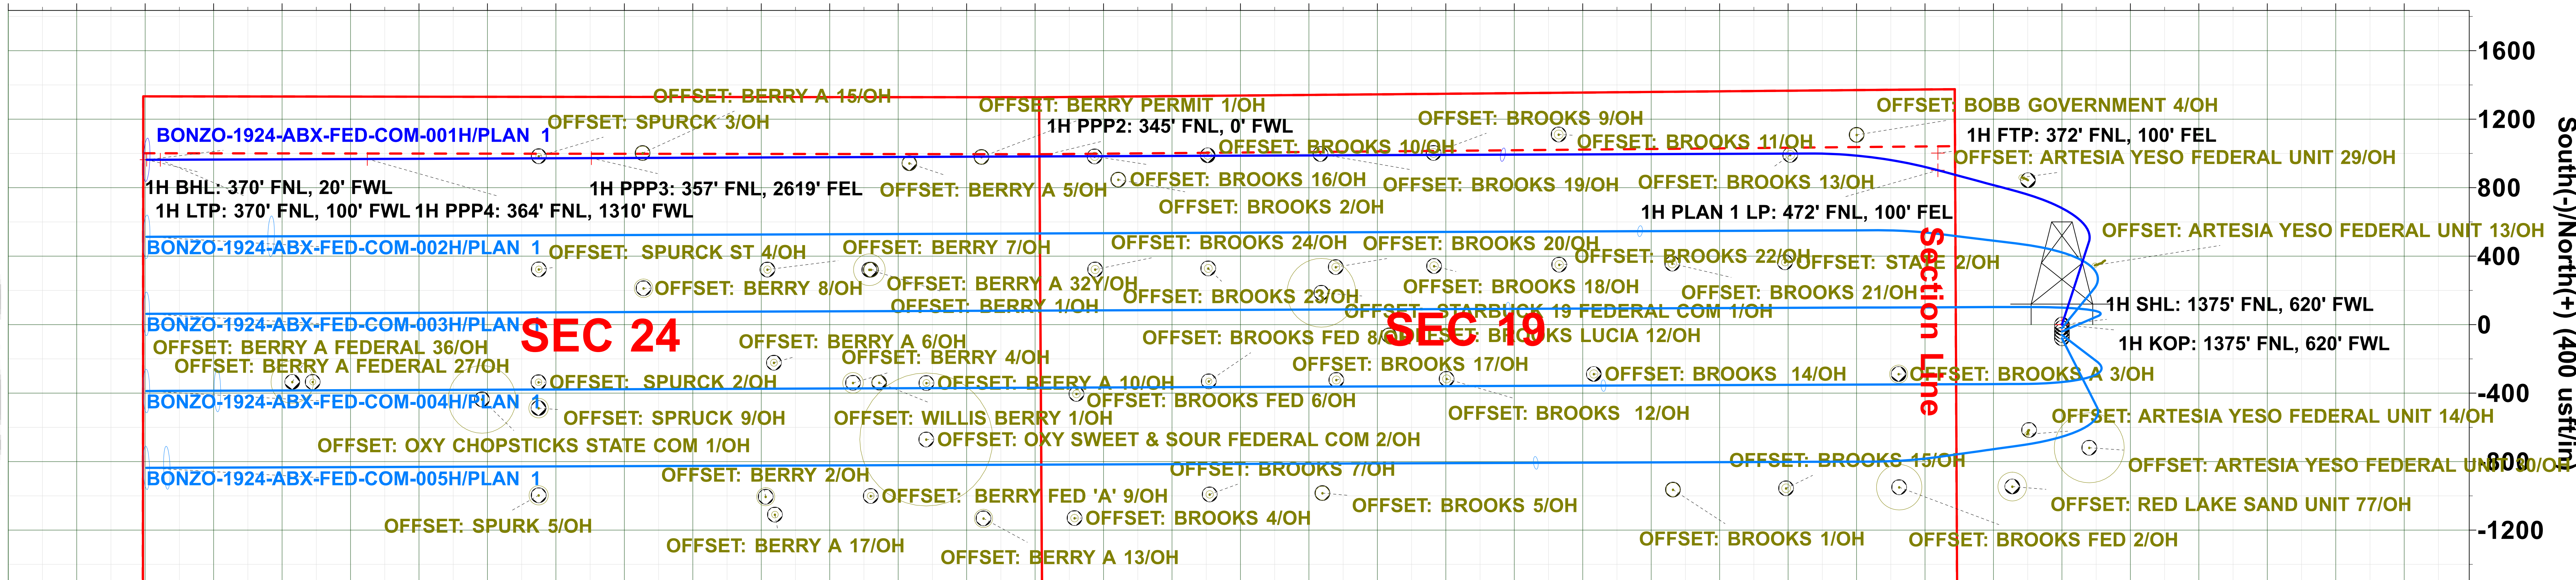 1600
OFFSET: BERRY A 15/OH
OFFSET: BERRY PERMIT 1/OH
OFFSET: BOBB GOVERNMENT 4/OH
OFFSET: SPURCK 3/OH
OFFSET: BROOKS 9/OH
1200
BONZO-1924-ABX-FED-COM-001H/PLAN 1
1H PPP2: 345' FNL, 0' FWL
1H FTP: 372' FNL, 100' FEL
OFFSET: BROOKS 10/OH
OFFSET: BROOKS 11/OH
OFFSET: ARTESIA YESO FEDERAL UNIT 29/OH
1H BHL: 370' FNL, 20' FWL
1H PPP3: 357' FNL, 2619' FEL
OFFSET: BERRY A 5/OH
OFFSET: BROOKS 16/OH
OFFSET: BROOKS 19/OH
OFFSET: BROOKS 13/OH
800
1H LTP: 370' FNL, 100' FWL
1H PPP4: 364' FNL, 1310' FWL
OFFSET: BROOKS 2/OH
1H PLAN 1 LP: 472' FNL, 100' FEL
OFFSET: ARTESIA YESO FEDERAL UNIT 13/OH
BONZO-1924-ABX-FED-COM-002H/PLAN 1
OFFSET: SPURCK ST 4/OH
OFFSET: BERRY 7/OH
OFFSET: BROOKS 24/OH
OFFSET: BROOKS 20/OH
OFFSET: BROOKS 22/OH
OFFSET: STATE 2/OH
400
OFFSET: BERRY 8/OH
OFFSET: BERRY A 32Y/OH
OFFSET: BROOKS 23/OH
OFFSET: BROOKS 18/OH
OFFSET: BROOKS 21/OH
OFFSET: BERRY 1/OH
OFFSET: STARBUCK 19 FEDERAL COM 1/OH
1H SHL: 1375' FNL, 620' FWL
BONZO-1924-ABX-FED-COM-003H/PLAN 1
SEC 24
SEC 19
Section Line
0
OFFSET: BERRY A FEDERAL 36/OH
OFFSET: BERRY A 6/OH
OFFSET: BROOKS FED 8/OH
OFFSET: BROOKS LUCIA 12/OH
1H KOP: 1375' FNL, 620' FWL
OFFSET: BERRY A FEDERAL 27/OH
OFFSET: BERRY 4/OH
OFFSET: BROOKS 17/OH
OFFSET: SPURCK 2/OH
OFFSET: BEERY A 10/OH
OFFSET: BROOKS 14/OH
OFFSET: BROOKS A 3/OH
-400
BONZO-1924-ABX-FED-COM-004H/PLAN 1
OFFSET: BROOKS FED 6/OH
OFFSET: SPRUCK 9/OH
OFFSET: WILLIS BERRY 1/OH
OFFSET: BROOKS 12/OH
OFFSET: ARTESIA YESO FEDERAL UNIT 14/OH
OFFSET: OXY CHOPSTICKS STATE COM 1/OH
OFFSET: OXY SWEET & SOUR FEDERAL COM 2/OH
-800
BONZO-1924-ABX-FED-COM-005H/PLAN 1
OFFSET: BERRY 2/OH
OFFSET: BROOKS 7/OH
OFFSET: BROOKS 15/OH
OFFSET: ARTESIA YESO FEDERAL UNIT 30/OH
OFFSET: BERRY FED 'A' 9/OH
OFFSET: BROOKS 5/OH
OFFSET: RED LAKE SAND UNIT 77/OH
OFFSET: SPURK 5/OH
OFFSET: BROOKS 4/OH
-1200
OFFSET: BERRY A 17/OH
OFFSET: BERRY A 13/OH
OFFSET: BROOKS 1/OH
OFFSET: BROOKS FED 2/OH
South(-)/North(+) (400 usft/in)